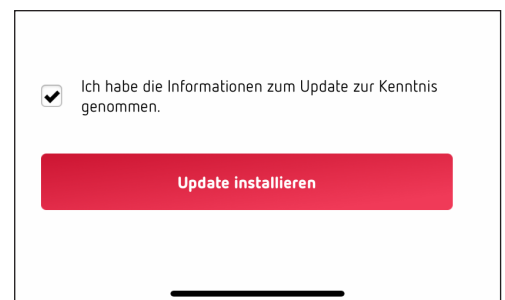 Ich habe die Informationen zum Update zur Kenntnis
genommen.
Update installieren